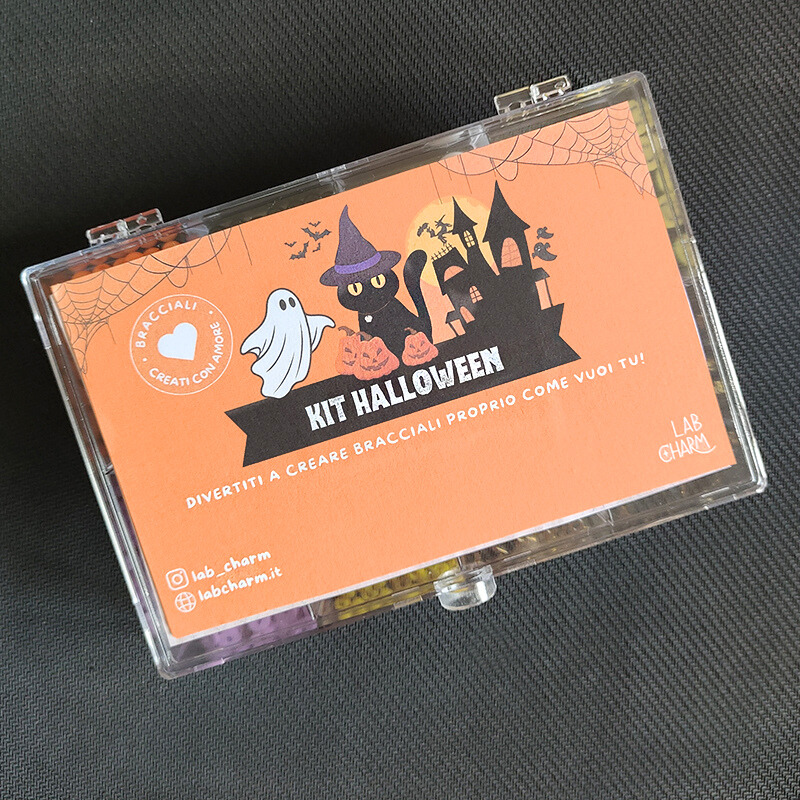 BRACCIALI
CREATI CON AMORE
KIT HALLOWEEN
DIVERTITI A CREARE BRACCIALI PROPRIO COME VUOI TU!
LAB
CHARM
lab_charm
labcharm.it